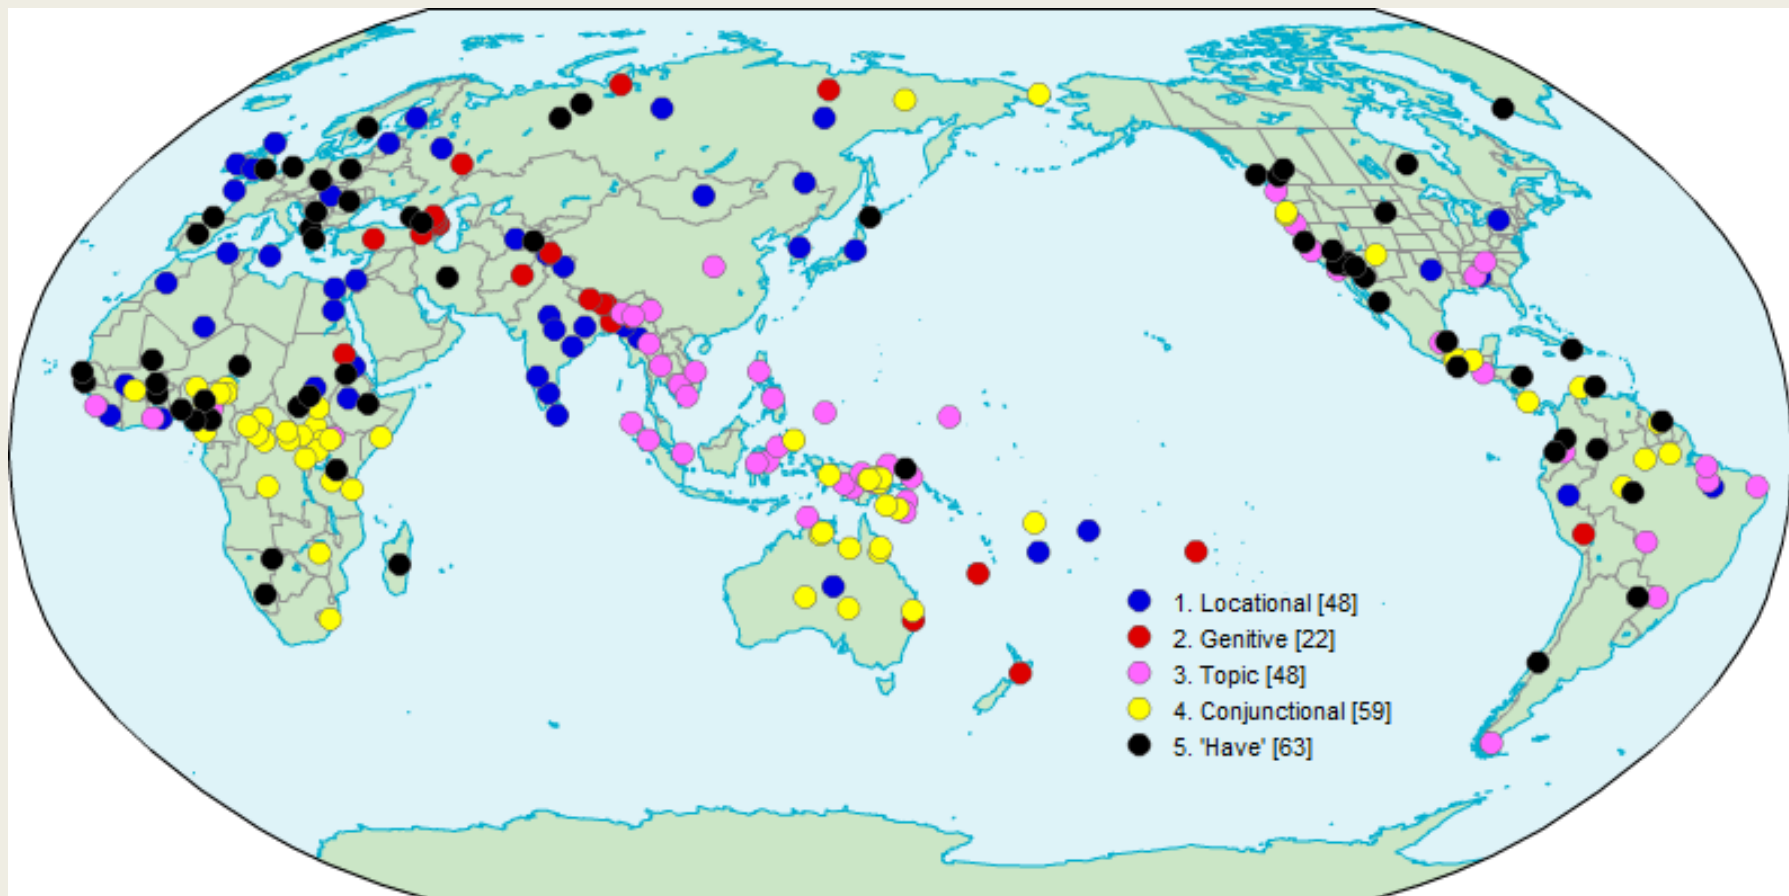 1. Locational [48]
2. Genitive [22]
3. Topic [48]
4. Conjunctional [59]
5. 'Have' [63]